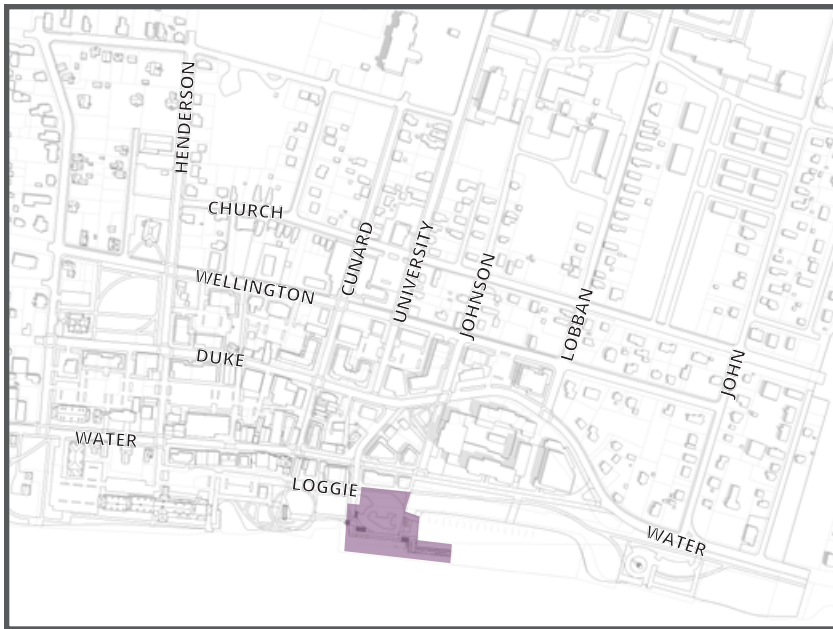 HENDERSON
CHURCH
CUNARD
UNIVERSITY
JOHNSON
WELLINGTON
LOBBAN
DUKE
JOHN
WATER
LOGGIE
WATER